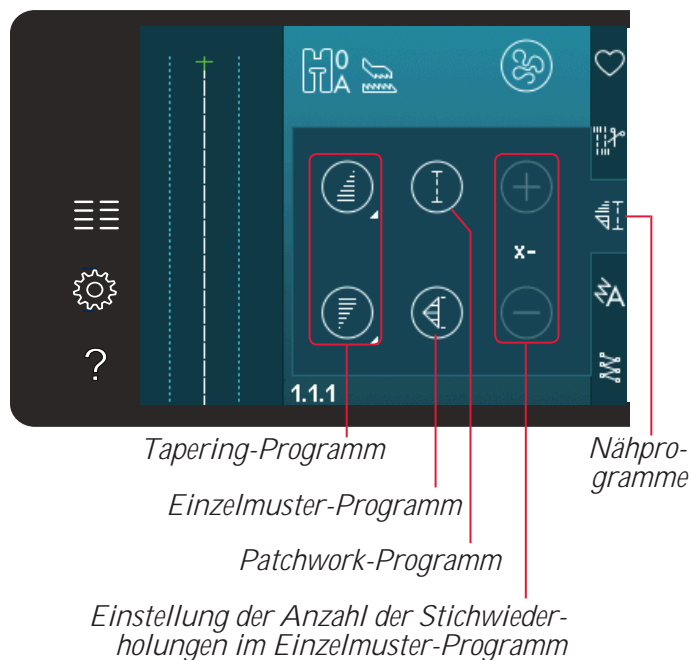 H O
T A
x-
A
?
1.1.1
Tapering-Programm
Nähpro-
gramme
Einzelmuster-Programm
Patchwork-Programm
Einstellung der Anzahl der Stichwieder-
holungen im Einzelmuster-Programm